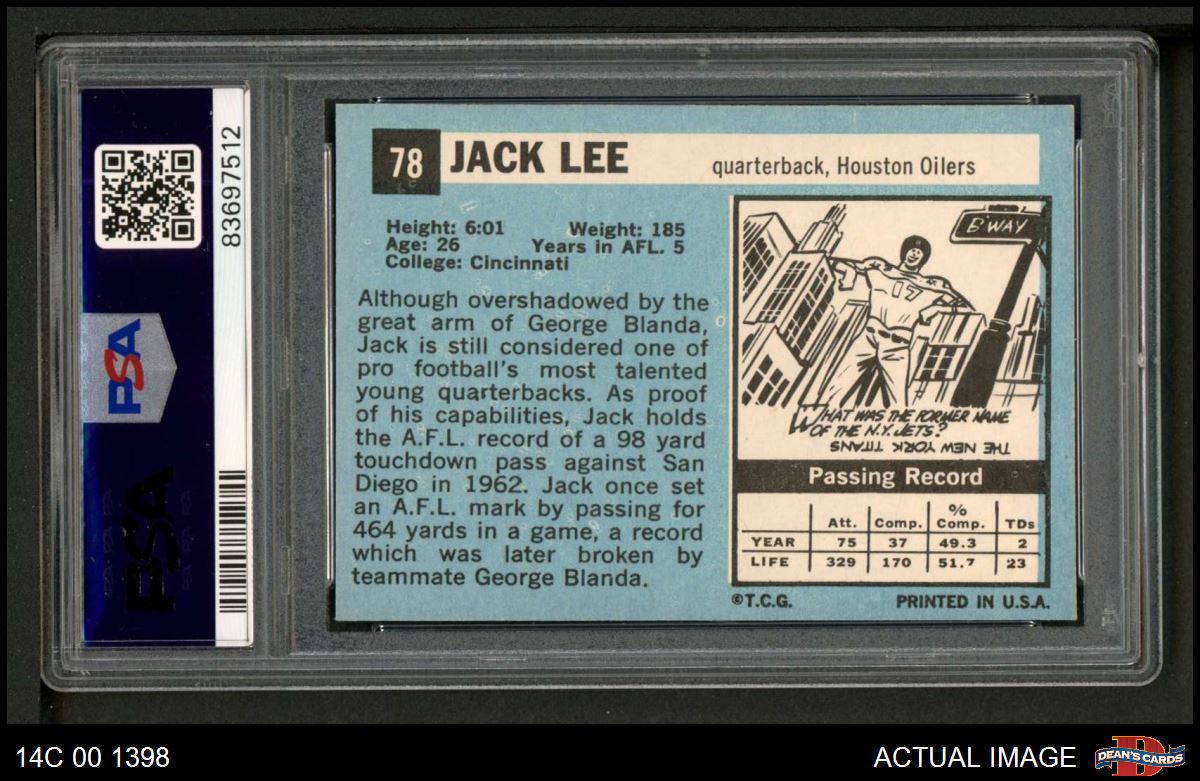 83697512
PSA
PSA
78 JACK LEE quarterback, Houston Oilers
Height: 6:01 Weight: 185
Age: 26 Years in AFL. 5
College: Cincinnati
Although overshadowed by the
great arm of George Blanda,
Jack is still considered one of
pro football's most talented
young quarterbacks. As proof
of his capabilities, Jack holds
the A.F.L. record of a 98 yard
touchdown pass against San
Diego in 1962. Jack once set
an A.F.L. mark by passing for
464 yards in a game, a record
which was later broken by
teammate George Blanda.
B'WAY
17
WHAT WAS THE FORMER NAME
OF THE N.Y. JETS?
THE NEW YORK TITANS
Passing Record
Att. Comp. % Comp. TDs
YEAR 75 37 49.3 2
LIFE 329 170 51.7 23
©T.C.G. PRINTED IN U.S.A.
14C 00 1398
ACTUAL IMAGE
DEAN'S CARDS